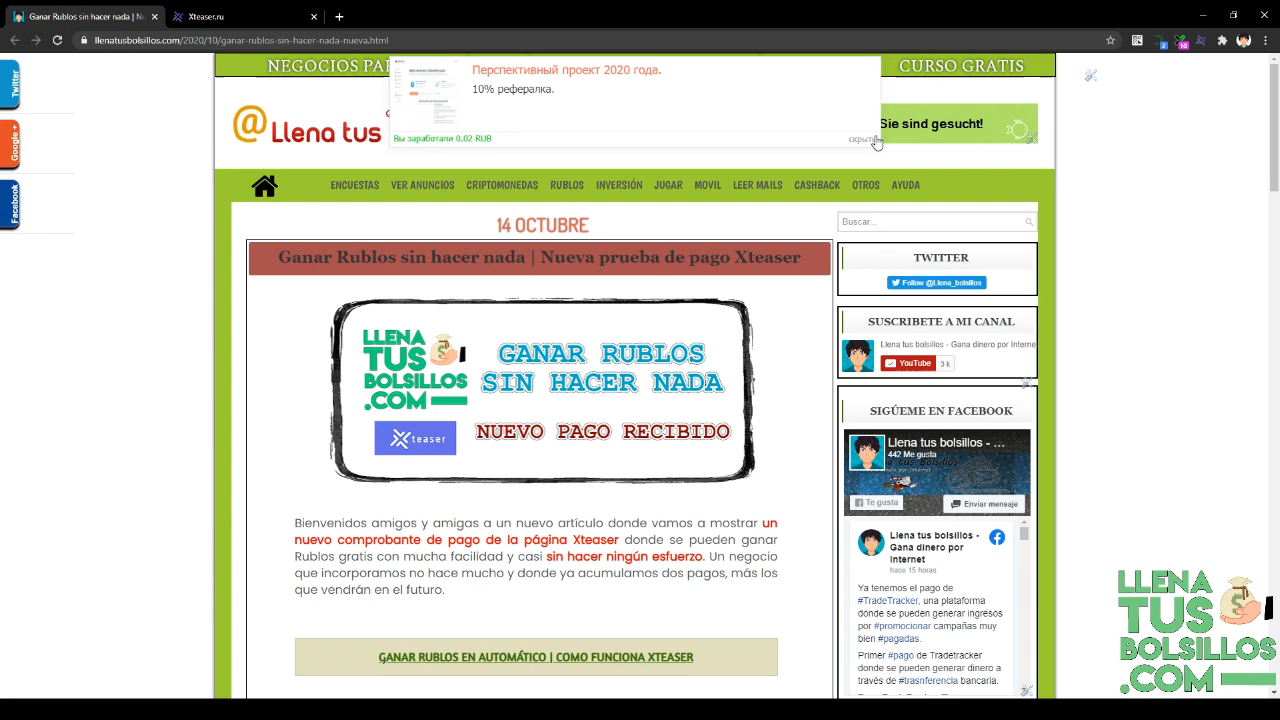 Ganar Rublos sin hacer nada | Nu
Xteaser.ru
llenatusbolsillos.com/2020/10/ganar-rublos-sin-hacer-nada-nueva.html
2
10
NEGOCIOS PA
CURSO GRATIS
Перспективный проект 2020 года.
10% рефералка.
Вы заработали 0.02 RUB
скрыть
Twitter
Google +
Facebook
@Llena tus
Sie sind gesucht!
ENCUESTAS VER ANUNCIOS CRIPTOMONEDAS RUBLOS INVERSIÓN JUGAR MOVIL LEER MAILS CASHBACK OTROS AYUDA
14 OCTUBRE
Buscar...
Ganar Rublos sin hacer nada | Nueva prueba de pago Xteaser
LLENA
TUS
BOLSILLOS
.COM
GANAR RUBLOS
SIN HACER NADA
teaser
NUEVO PAGO RECIBIDO
Bienvenidos amigos y amigas a un nuevo artículo donde vamos a mostrar un
nuevo comprobante de pago de la página Xteaser donde se pueden ganar
Rublos gratis con mucha facilidad y casi sin hacer ningún esfuerzo. Un negocio
que incorporamos no hace mucho y donde ya acumulamos dos pagos, más los
que vendrán en el futuro.
GANAR RUBLOS EN AUTOMÁTICO | COMO FUNCIONA XTEASER
TWITTER
Follow @Llena_bolsillos
SUSCRIBETE A MI CANAL
Llena tus bolsillos - Gana dinero por Interne
YouTube 3 k
SIGÚEME EN FACEBOOK
Llena tus bolsillos - ...
442 Me gusta
Te gusta
Enviar mensaje
Llena tus bolsillos -
Gana dinero por
Internet
hace 15 horas
Ya tenemos el pago de
#TradeTracker, una plataforma
dónde se pueden generar ingresos
por #promocionar campañas muy
bien #pagadas.
Primer #pago de Tradetracker
donde se pueden generar dinero a
través de #trasnferencia bancaria.
LLENA
TUS
BOLSILLOS
.COM